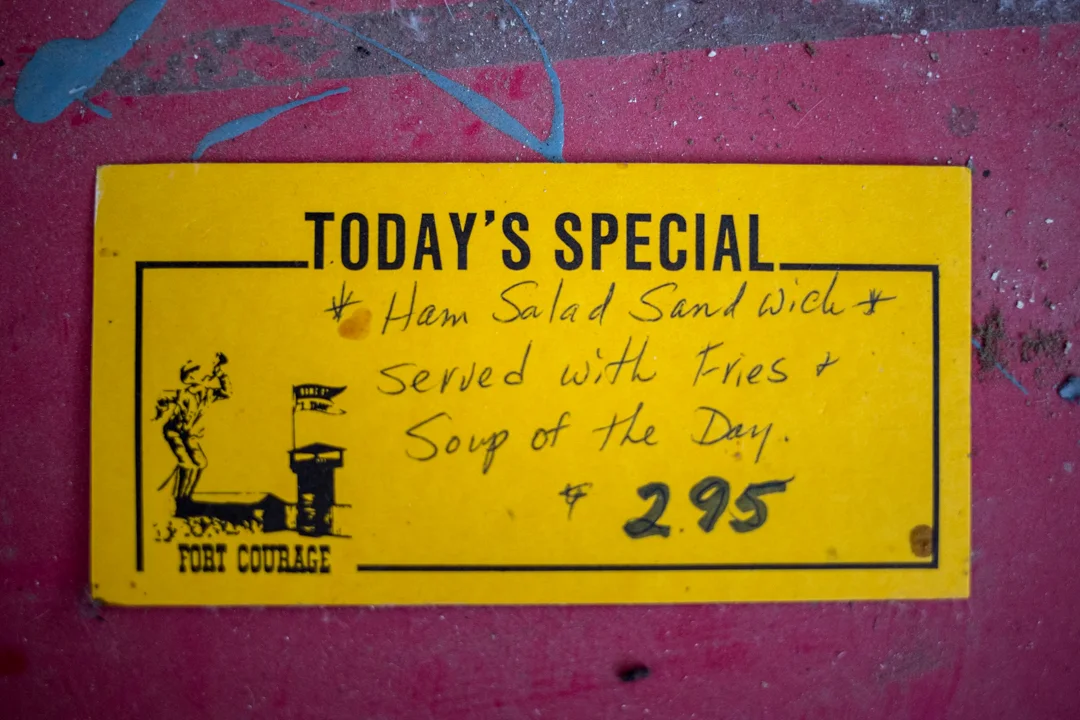 TODAY'S SPECIAL
* Ham Salad Sandwich *
served with Fries &
Soup of the Day.
$ 2.95
FORT COURAGE